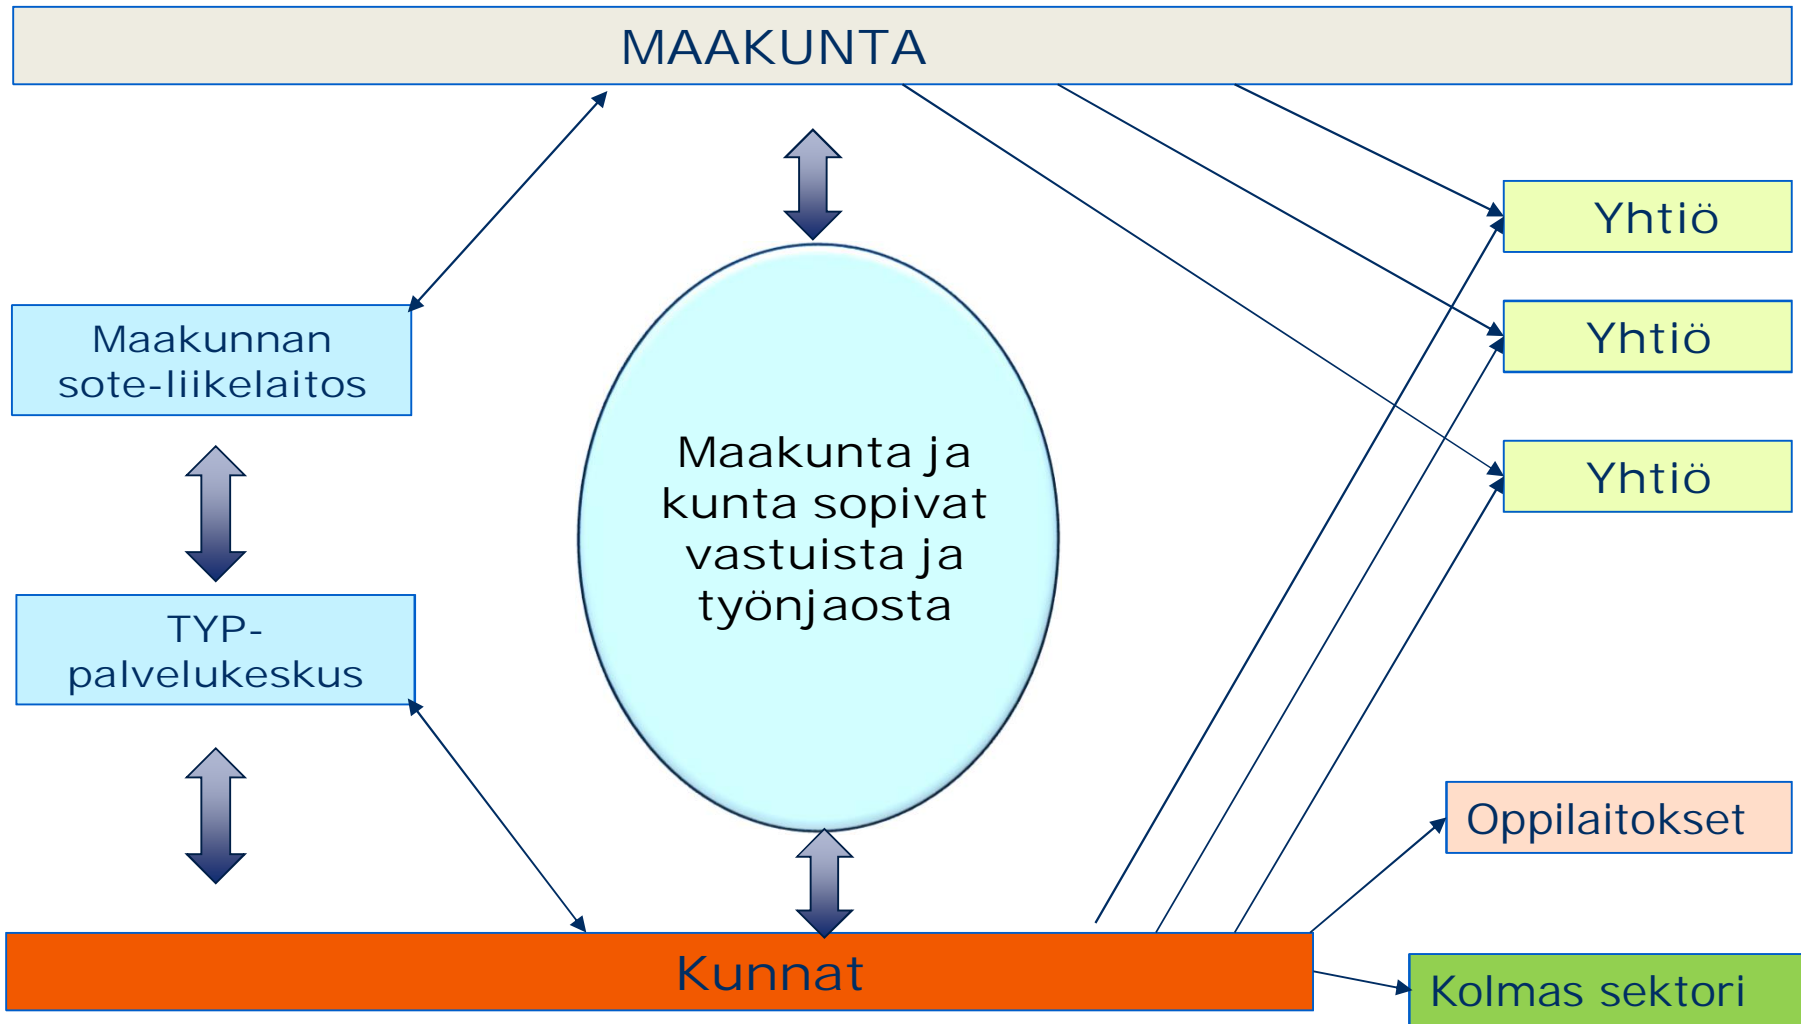 MAAKUNTA
Yhtiö
Maakunnan
sote-liikelaitos
Yhtiö
Maakunta ja
kunta sopivat
vastuista ja
työnjaosta
Yhtiö
TYP-
palvelukeskus
Oppilaitokset
Kunnat
Kolmas sektori